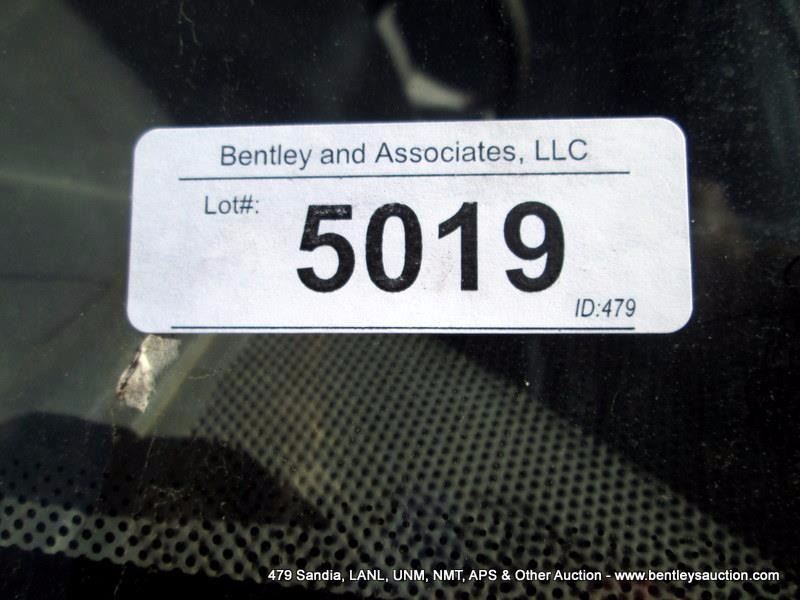 Bentley and Associates, LLC
Lot#:
5019
ID:479
479 Sandia, LANL, UNM, NMT, APS & Other Auction - www.bentleysauction.com